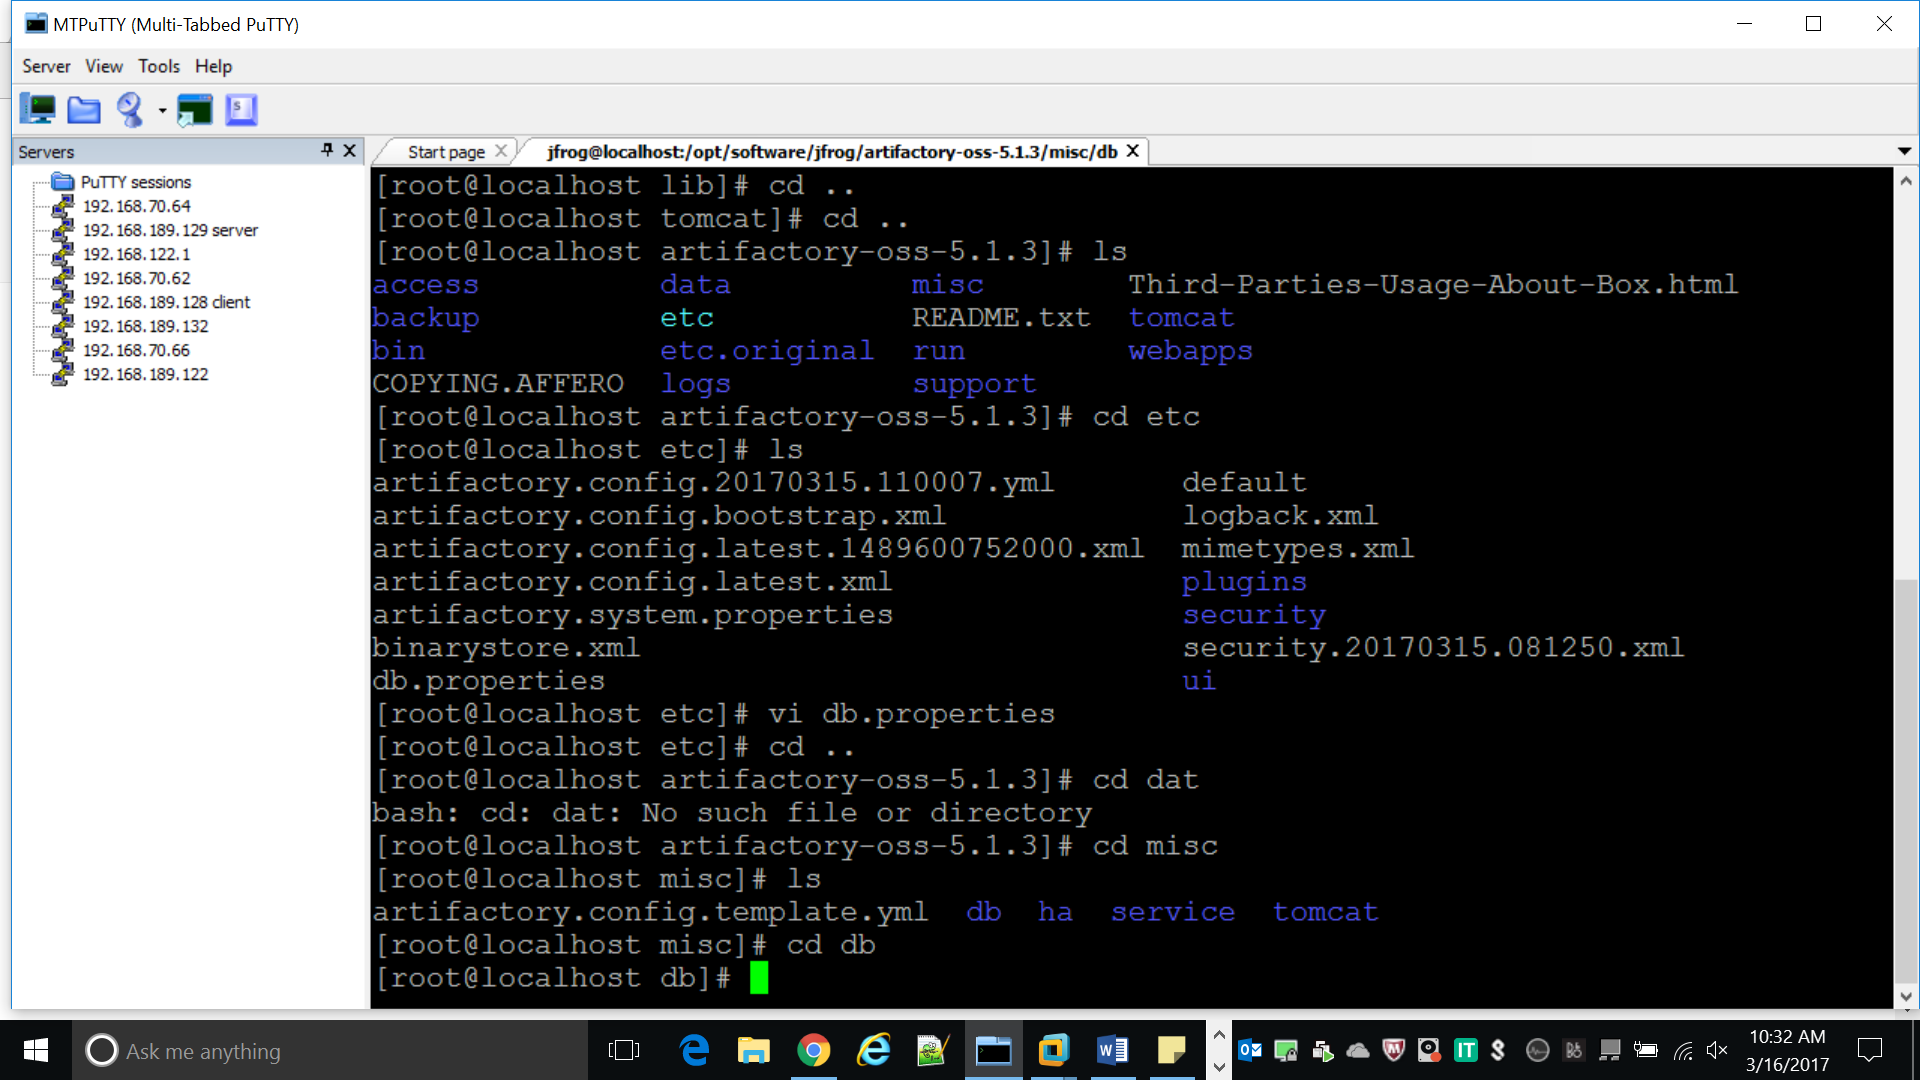 MTPuTTY (Multi-Tabbed PuTTY)
Server View Tools Help
Servers
PuTTY sessions
192.168.70.64
192.168.189.129 server
192.168.122.1
192.168.70.62
192.168.189.128 client
192.168.189.132
192.168.70.66
192.168.189.122
Start page
jfrog@localhost:/opt/software/jfrog/artifactory-oss-5.1.3/misc/db
[root@localhost lib]# cd ..
[root@localhost tomcat]# cd ..
[root@localhost artifactory-oss-5.1.3]# ls
access data misc Third-Parties-Usage-About-Box.html
backup etc README.txt tomcat
bin etc.original run webapps
COPYING.AFFERO logs support
[root@localhost artifactory-oss-5.1.3]# cd etc
[root@localhost etc]# ls
artifactory.config.20170315.110007.yml default
artifactory.config.bootstrap.xml logback.xml
artifactory.config.latest.1489600752000.xml mimetypes.xml
artifactory.config.latest.xml plugins
artifactory.system.properties security
binarystore.xml security.20170315.081250.xml
db.properties ui
[root@localhost etc]# vi db.properties
[root@localhost etc]# cd ..
[root@localhost artifactory-oss-5.1.3]# cd dat
bash: cd: dat: No such file or directory
[root@localhost artifactory-oss-5.1.3]# cd misc
[root@localhost misc]# ls
artifactory.config.template.yml db ha service tomcat
[root@localhost misc]# cd db
[root@localhost db]#
Ask me anything
10:32 AM
3/16/2017